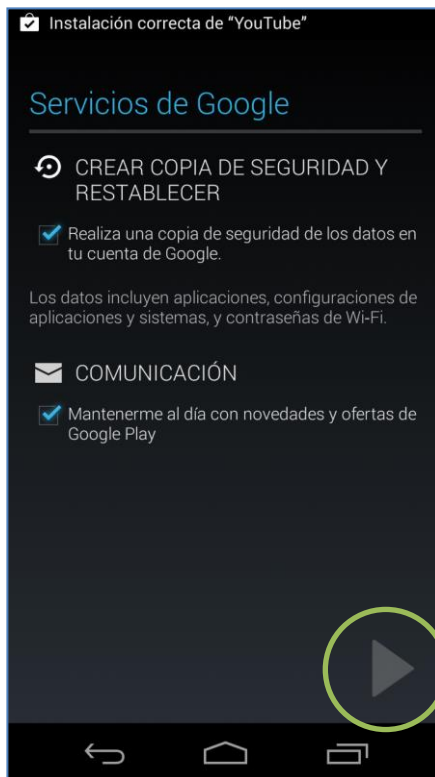 Instalación correcta de “YouTube”
Servicios de Google
CREAR COPIA DE SEGURIDAD Y
RESTABLECER
Realiza una copia de seguridad de los datos en
tu cuenta de Google.
Los datos incluyen aplicaciones, configuraciones de
aplicaciones y sistemas, y contraseñas de Wi-Fi.
COMUNICACIÓN
Mantenerme al día con novedades y ofertas de
Google Play